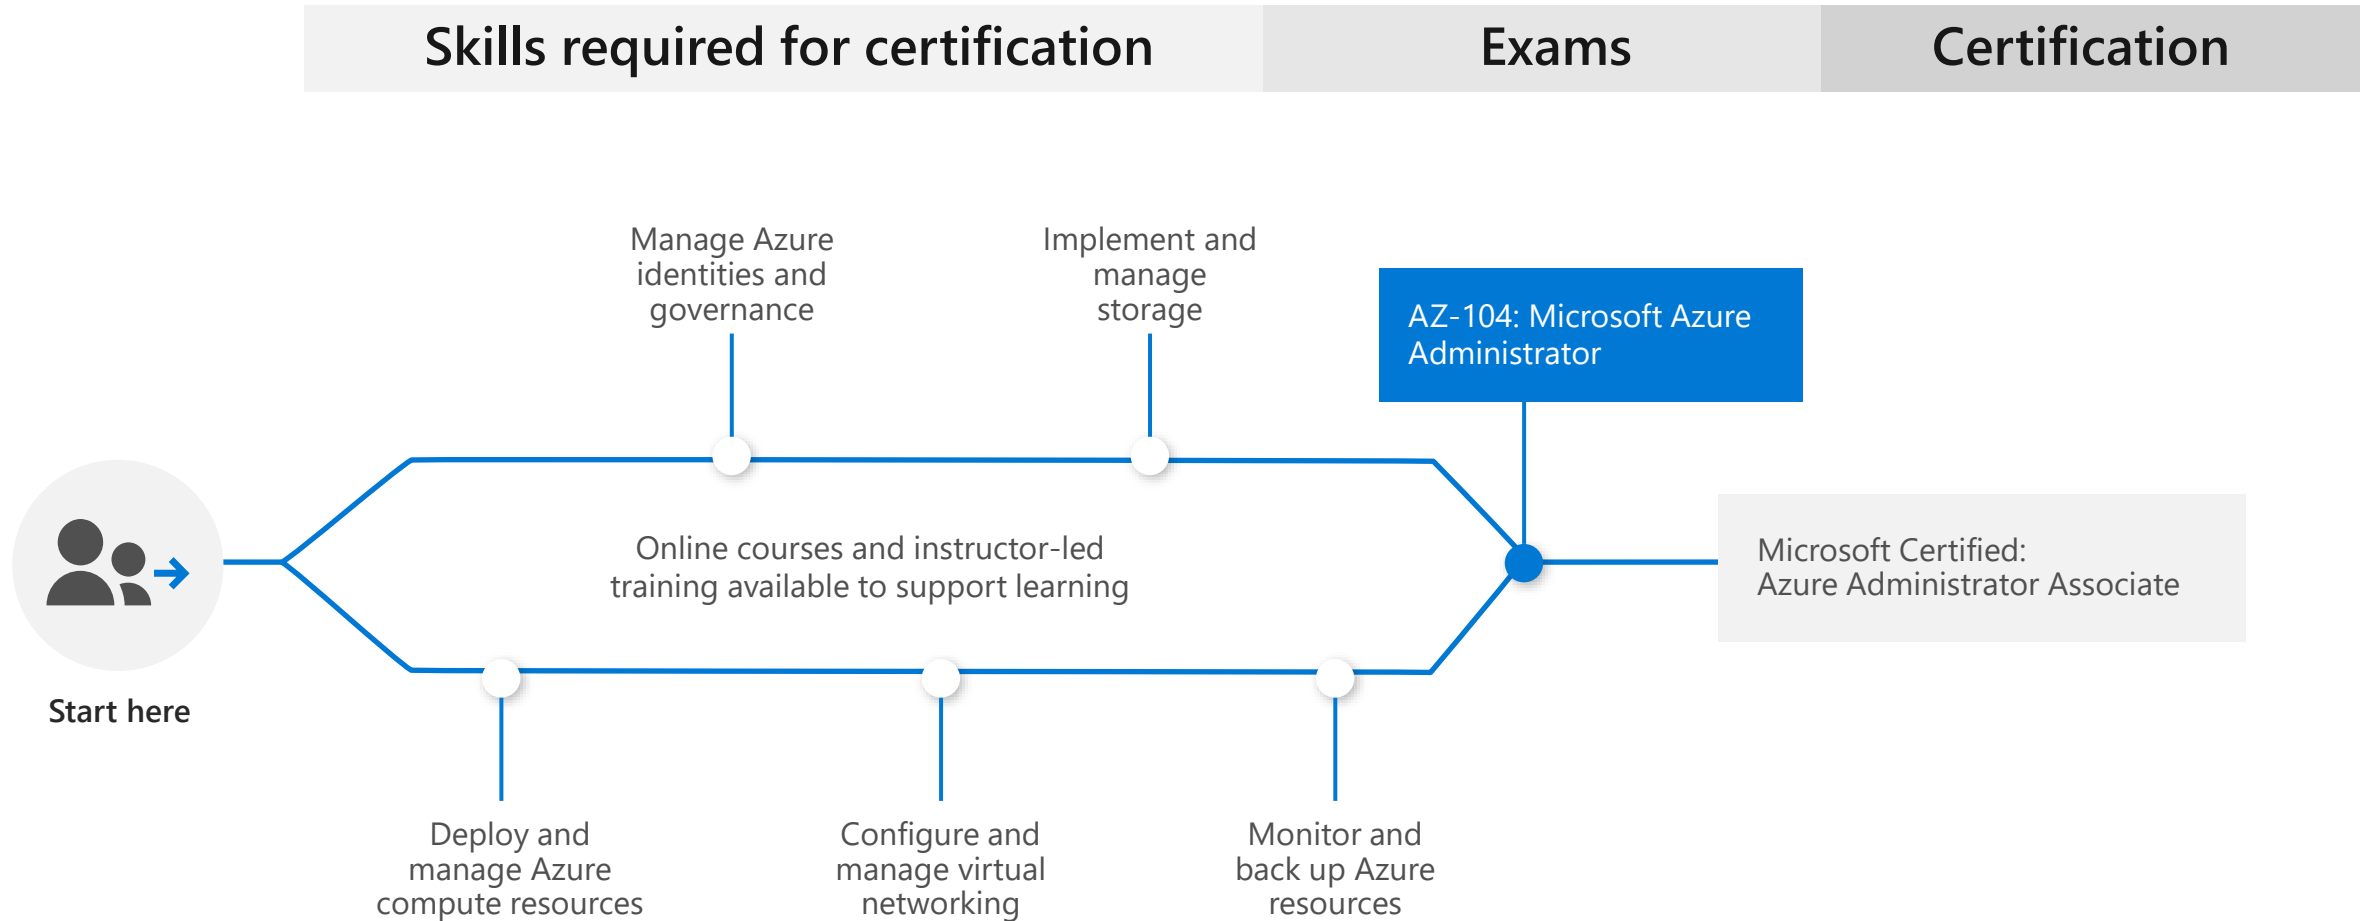 Skills required for certification
Exams
Certification
Manage Azure
identities and
governance
Implement and
manage
storage
AZ-104: Microsoft Azure
Administrator
Online courses and instructor-led
training available to support learning
Microsoft Certified:
Azure Administrator Associate
Start here
Deploy and
manage Azure
compute resources
Configure and
manage virtual
networking
Monitor and
back up Azure
resources